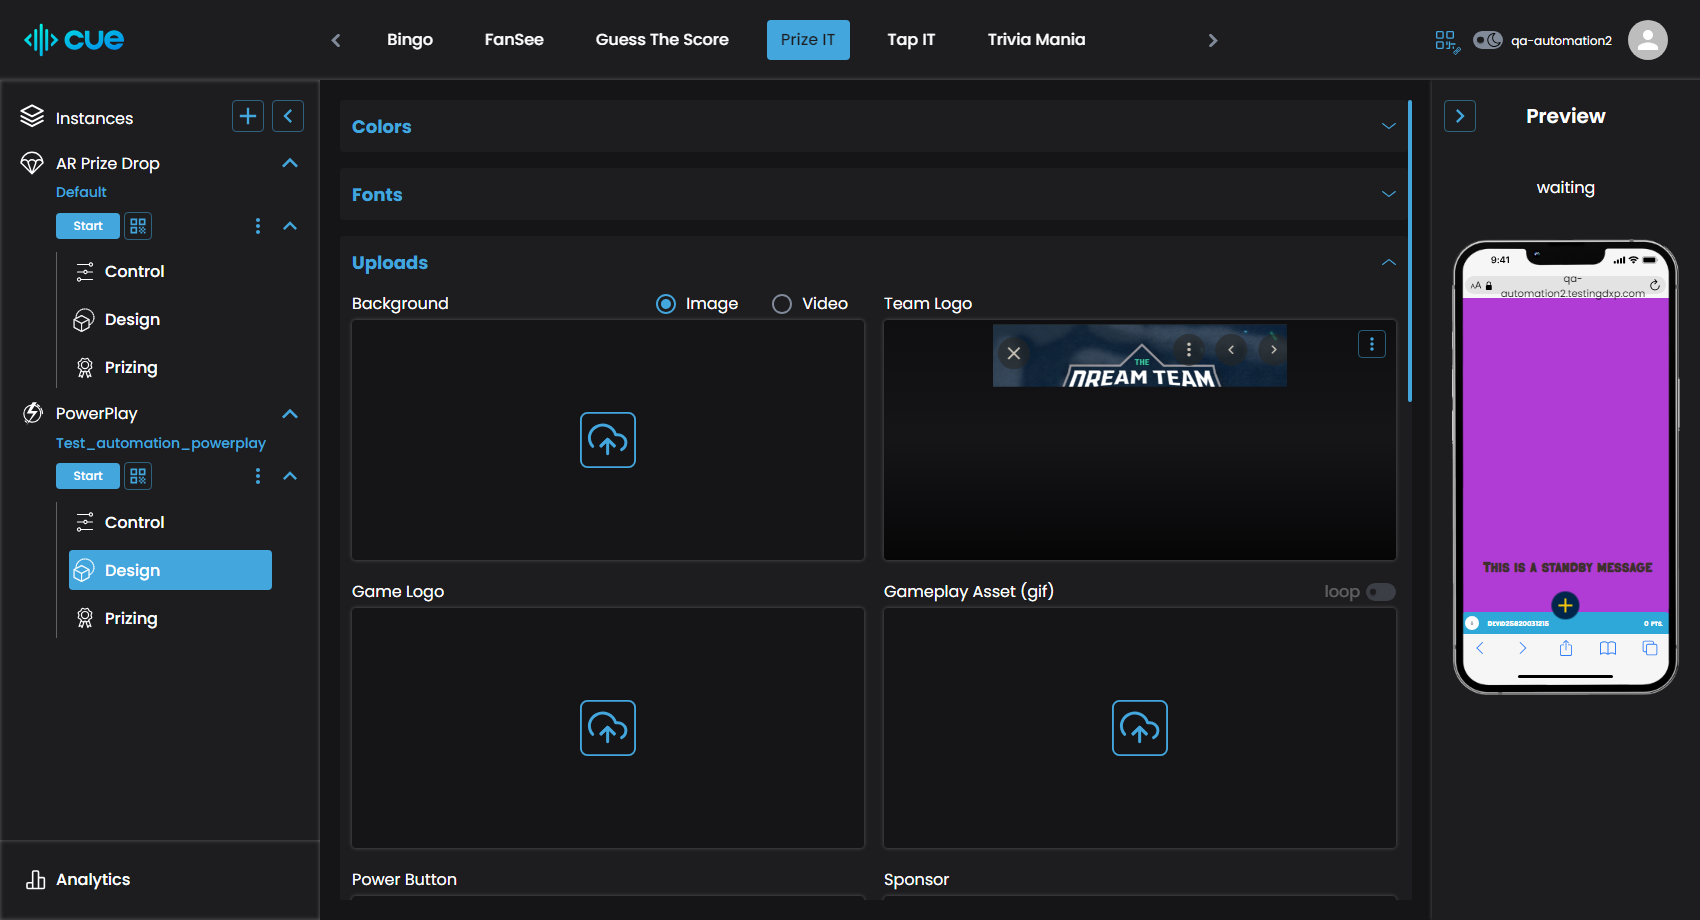 cue
Bingo
FanSee
Guess The Score
Prize IT
Tap IT
Trivia Mania
qa-automation2
Instances
AR Prize Drop
Default
Start
Control
Design
Prizing
PowerPlay
Test_automation_powerplay
Start
Control
Design
Prizing
Analytics
Colors
Fonts
Uploads
Background
Image
Video
Team Logo
THE
DREAM TEAM
Game Logo
Gameplay Asset (gif)
loop
Power Button
Sponsor
Preview
waiting
9:41
AA
qa-
automation2.testingdxp.com
This is a standby message
0 PTS.